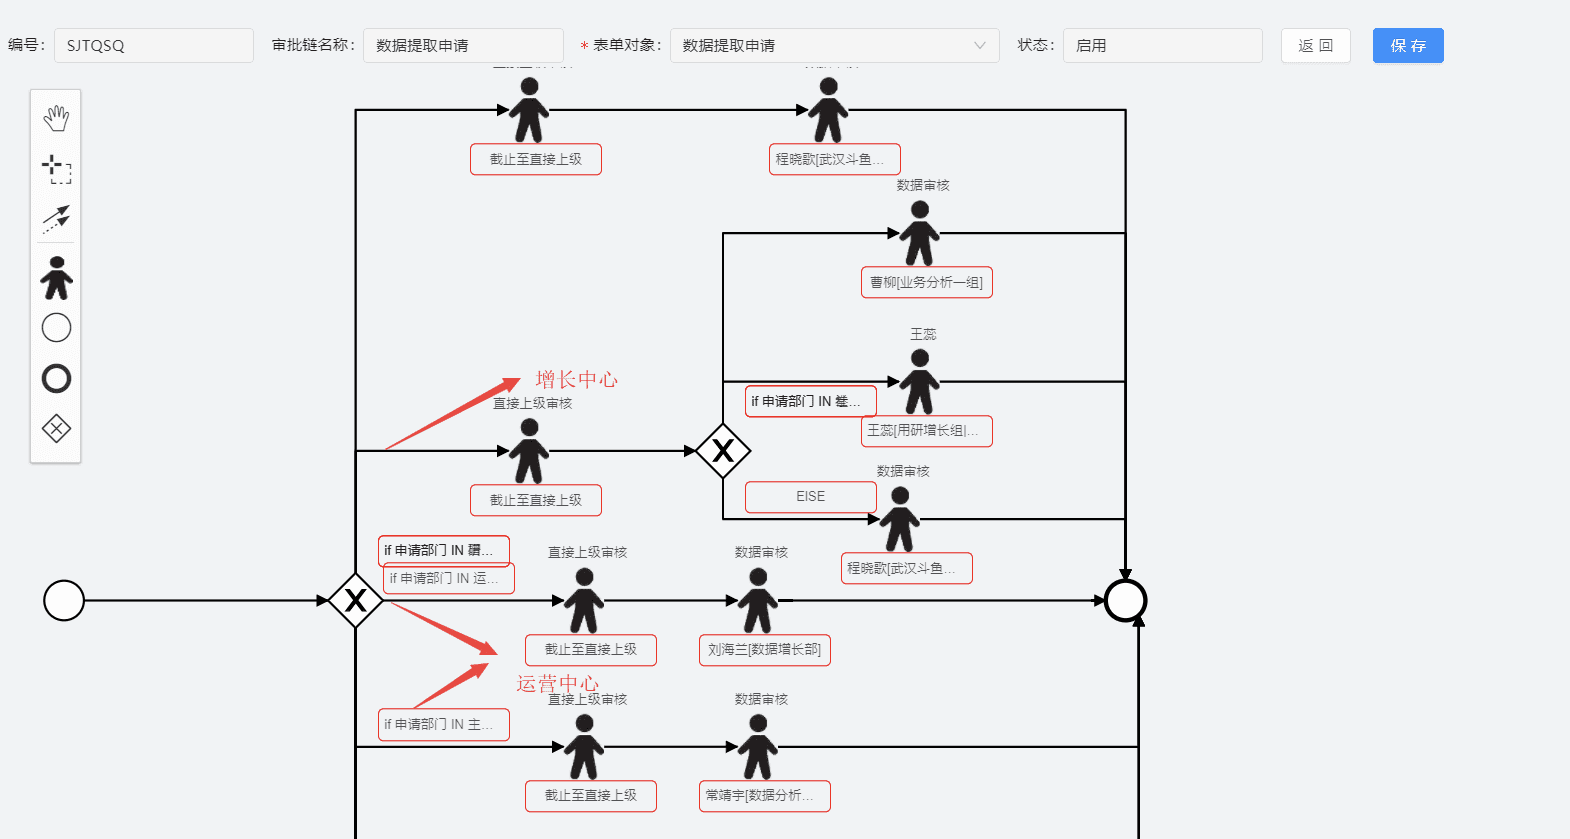 编号： SJTQSQ 审批链名称： 数据提取申请 * 表单对象： 数据提取申请 状态： 启用 返 回 保 存
截止至直接上级
程晓歌[武汉斗鱼...
数据审核
曹柳[业务分析一组]
王蕊
增长中心
if 申请部门 IN
直接上级审核
王蕊[用研增长组|...
数据审核
截止至直接上级
EISE
if 申请部门 IN
直接上级审核
数据审核
程晓歌[武汉斗鱼...
if 申请部门 IN 运...
截止至直接上级
刘海兰[数据增长部]
运营中心
直接上级审核
数据审核
if 申请部门 IN 主...
截止至直接上级
常靖宇[数据分析...